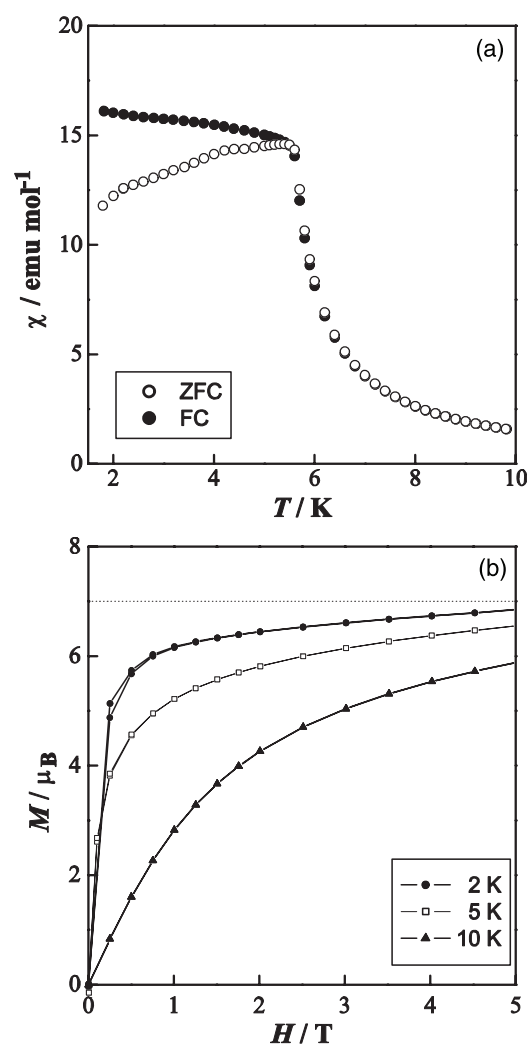 20
(a)
15
10
5
0
χ / emu mol⁻¹
ZFC
FC
2 4 6 8 10
T / K
8
(b)
6
4
2
0
M / μB
2 K
5 K
10 K
0 1 2 3 4 5
H / T